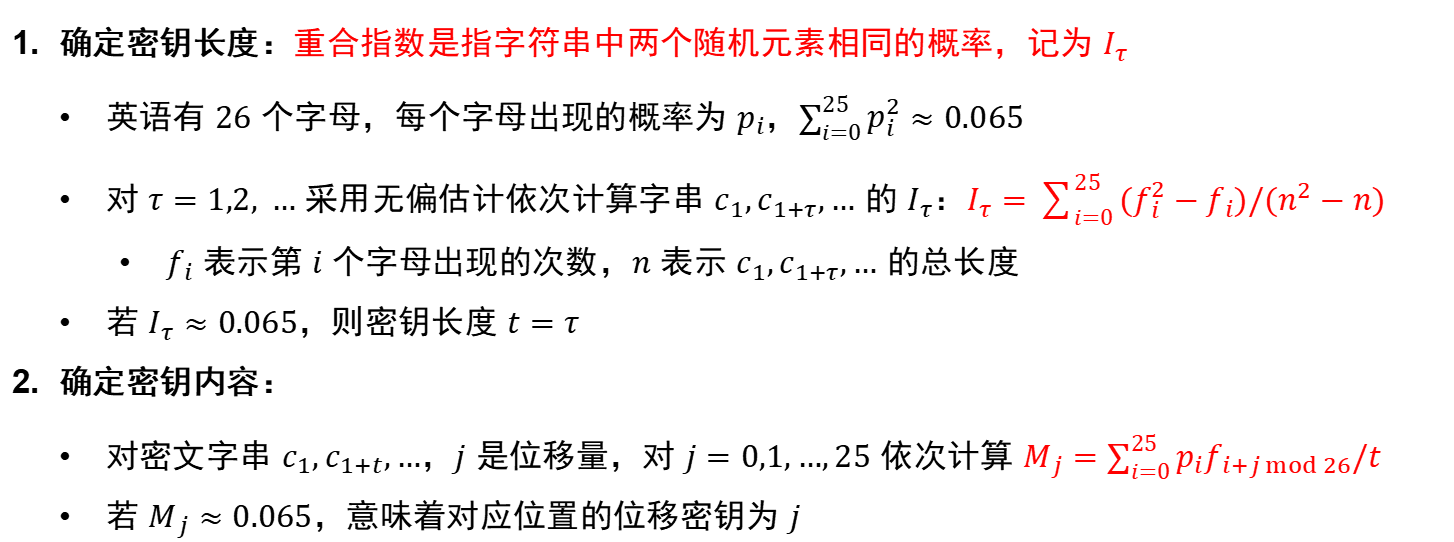 1. 确定密钥长度：重合指数是指字符串中两个随机元素相同的概率，记为 I_τ
• 英语有 26 个字母，每个字母出现的概率为 p_i，∑_{i=0}^{25} p_i^2 ≈ 0.065
• 对 τ = 1,2, … 采用无偏估计依次计算字串 c_1, c_{1+τ}, … 的 I_τ：I_τ = ∑_{i=0}^{25} (f_i^2 − f_i)/(n^2 − n)
• f_i 表示第 i 个字母出现的次数，n 表示 c_1, c_{1+τ}, … 的总长度
• 若 I_τ ≈ 0.065，则密钥长度 t = τ
2. 确定密钥内容：
• 对密文字串 c_1, c_{1+t}, …，j 是位移量，对 j = 0,1, …, 25 依次计算 M_j = ∑_{i=0}^{25} p_i f_{i+j mod 26}/t
• 若 M_j ≈ 0.065，意味着对应位置的位移密钥为 j